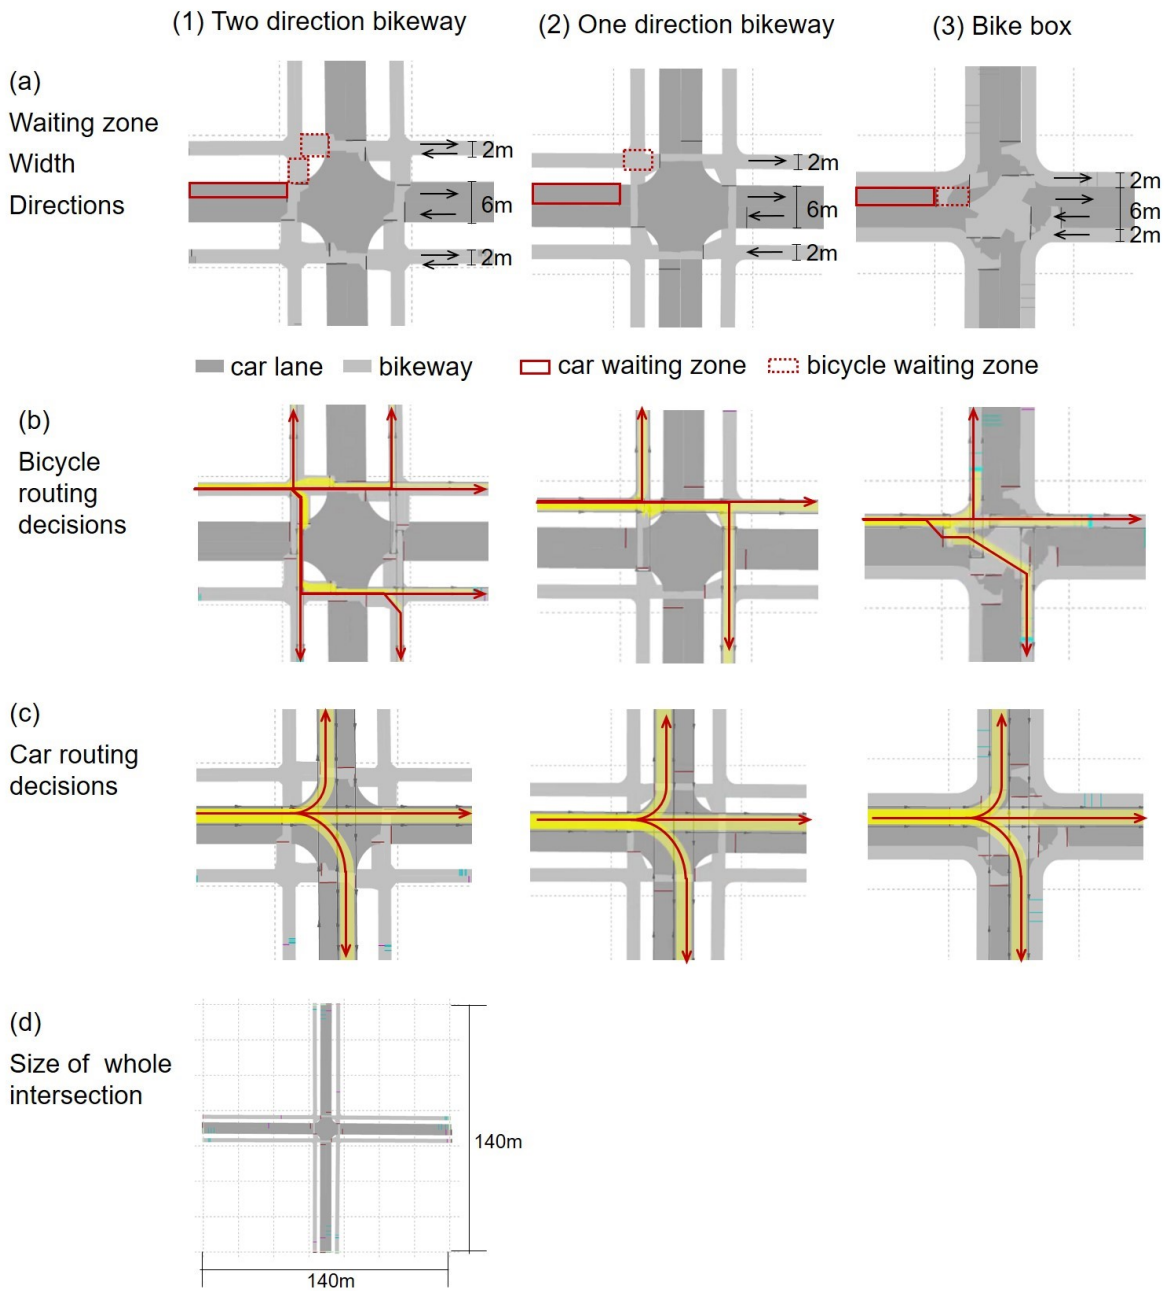 (1) Two direction bikeway
(2) One direction bikeway
(3) Bike box
(a)
Waiting zone
Width
Directions
2m
6m
2m
2m
6m
2m
2m
6m
2m
car lane
bikeway
car waiting zone
bicycle waiting zone
(b)
Bicycle
routing
decisions
(c)
Car routing
decisions
(d)
Size of whole
intersection
140m
140m